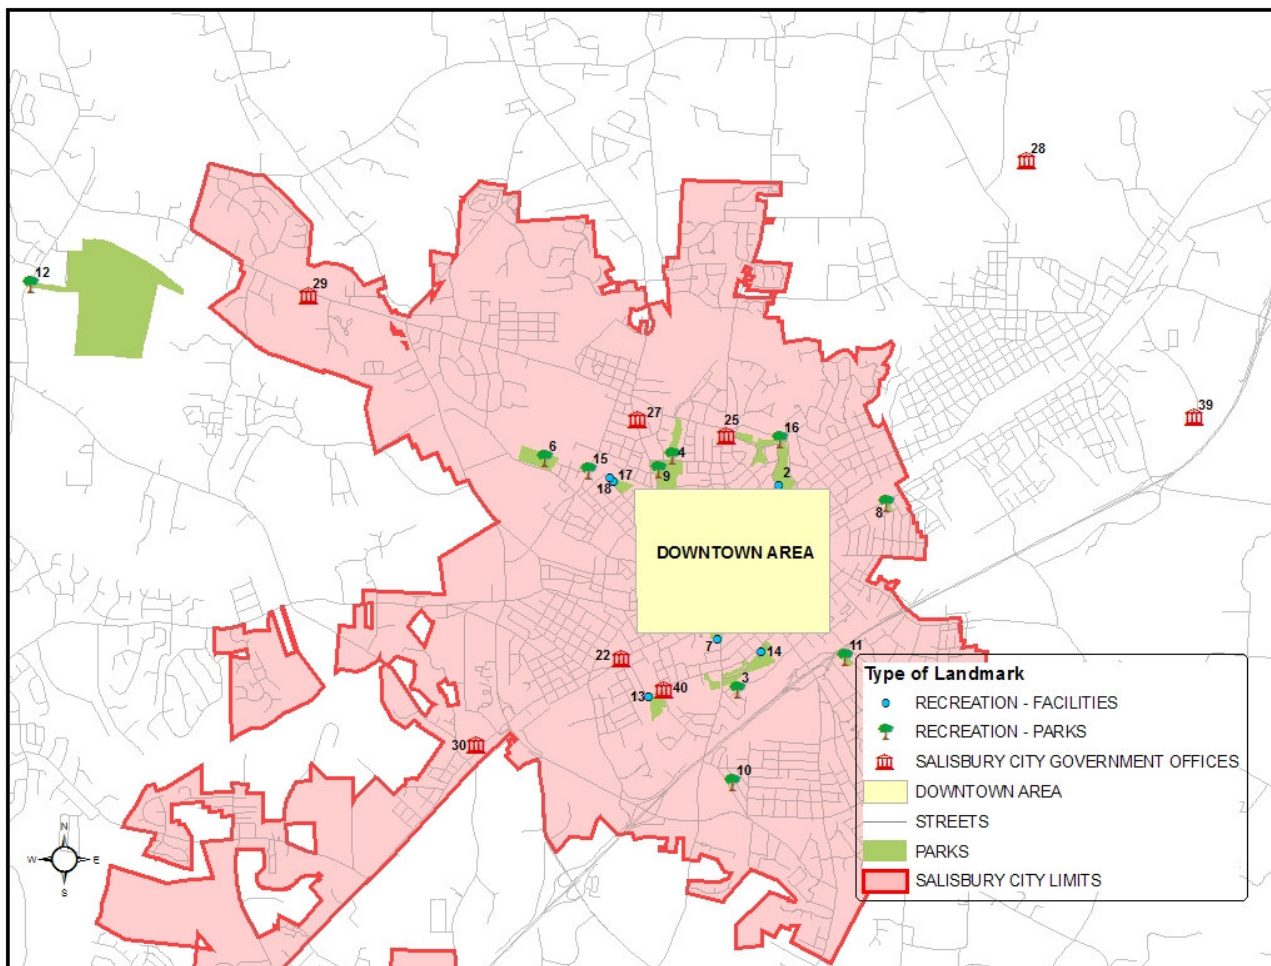 28
12
29
39
27
25
16
6
4
15
9
17
2
18
8
DOWNTOWN AREA
7
11
14
22
3
40
13
30
10
Type of Landmark
RECREATION - FACILITIES
RECREATION - PARKS
SALISBURY CITY GOVERNMENT OFFICES
DOWNTOWN AREA
STREETS
PARKS
SALISBURY CITY LIMITS
N
W E
S